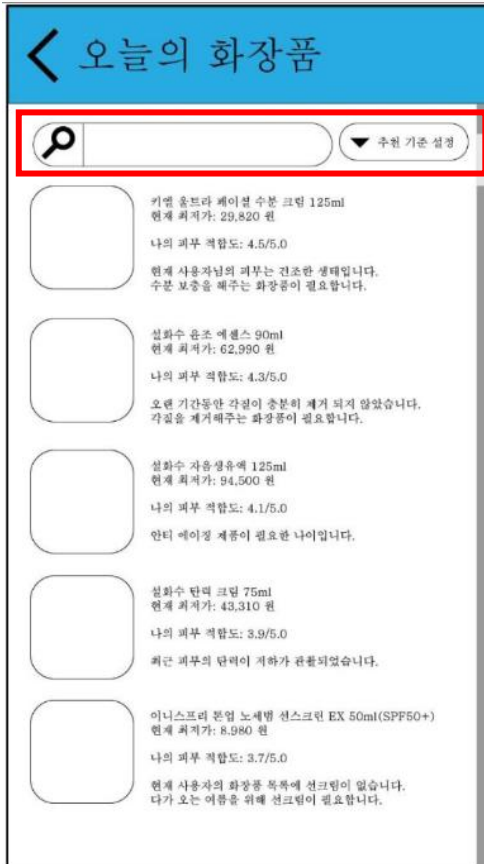 오늘의 화장품
추천 기준 설정
키엘 울트라 페이셜 수분 크림 125ml
현재 최저가: 29,820 원
나의 피부 적합도: 4.5/5.0
현재 사용자님의 피부는 건조한 생태입니다.
수분 보충을 해주는 화장품이 필요합니다.
설화수 윤조 에센스 90ml
현재 최저가: 62,990 원
나의 피부 적합도: 4.3/5.0
오랜 기간동안 각질이 충분히 제거 되지 않았습니다.
각질을 제거해주는 화장품이 필요합니다.
설화수 자음생유액 125ml
현재 최저가: 94,500 원
나의 피부 적합도: 4.1/5.0
안티 에이징 제품이 필요한 나이입니다.
설화수 탄력 크림 75ml
현재 최저가: 43,310 원
나의 피부 적합도: 3.9/5.0
최근 피부의 탄력이 저하가 관찰되었습니다.
이니스프리 톤업 노세범 선스크린 EX 50ml(SPF50+)
현재 최저가: 8.980 원
나의 피부 적합도: 3.7/5.0
현재 사용자의 화장품 목록에 선크림이 없습니다.
다가 오는 여름을 위해 선크림이 필요합니다.